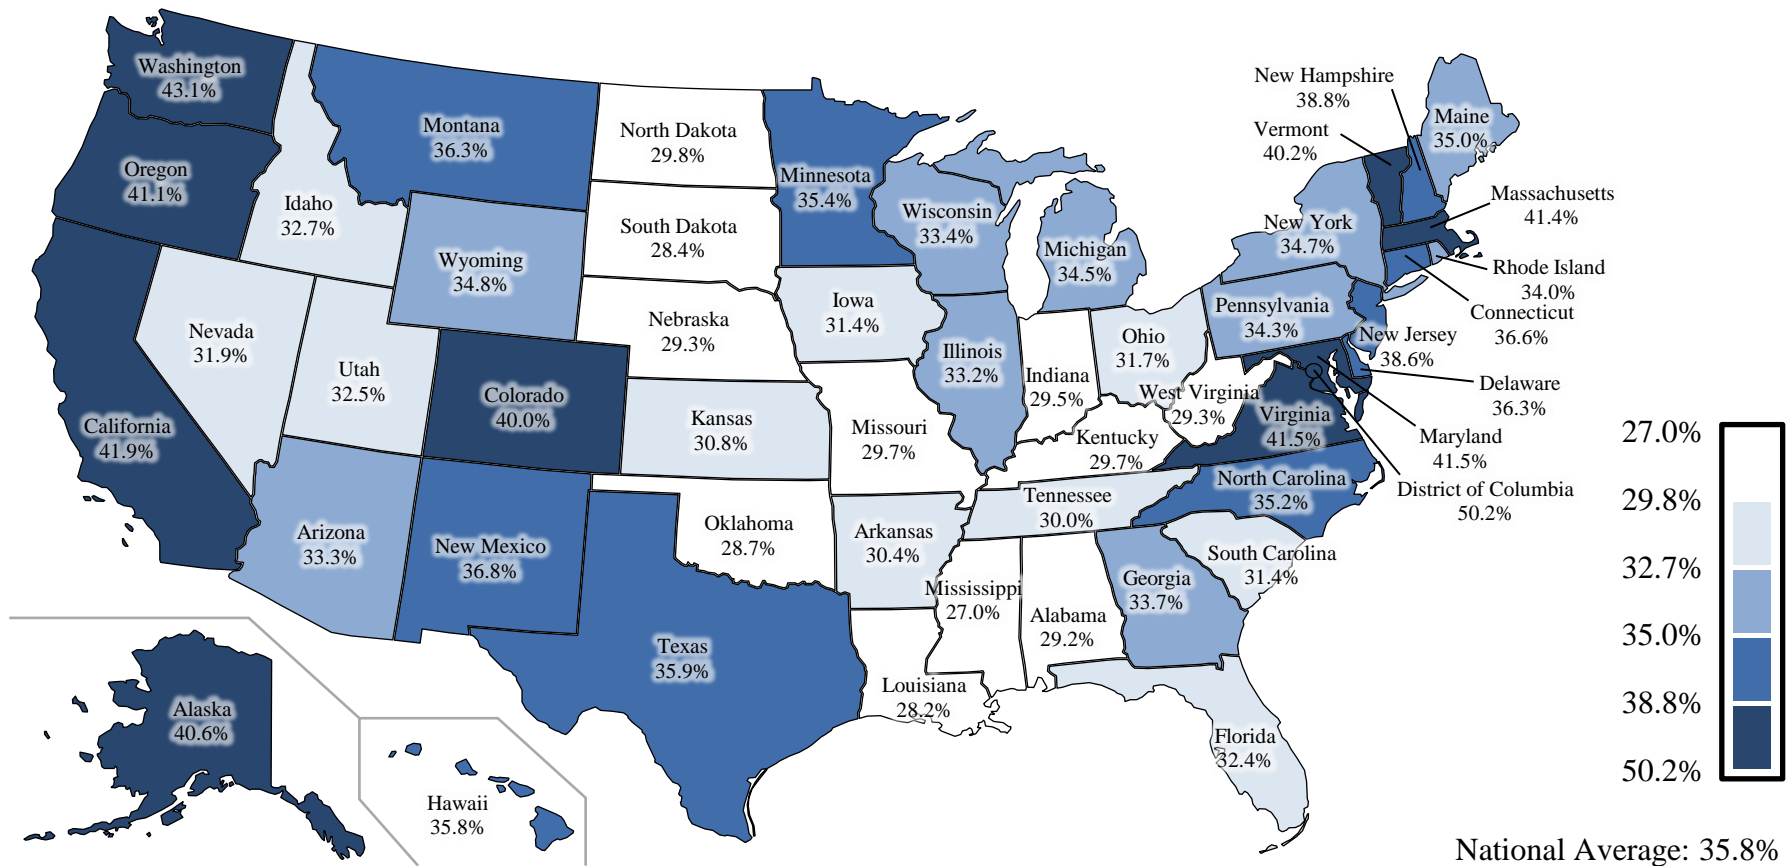 Washington
43.1%
Oregon
41.1%
California
41.9%
Idaho
32.7%
Nevada
31.9%
Utah
32.5%
Arizona
33.3%
Montana
36.3%
Wyoming
34.8%
Colorado
40.0%
New Mexico
36.8%
North Dakota
29.8%
South Dakota
28.4%
Nebraska
29.3%
Kansas
30.8%
Oklahoma
28.7%
Texas
35.9%
Minnesota
35.4%
Iowa
31.4%
Missouri
29.7%
Arkansas
30.4%
Louisiana
28.2%
Wisconsin
33.4%
Illinois
33.2%
Michigan
34.5%
Indiana
29.5%
Ohio
31.7%
Kentucky
29.7%
Tennessee
30.0%
Mississippi
27.0%
Alabama
29.2%
Georgia
33.7%
Florida
32.4%
South Carolina
31.4%
North Carolina
35.2%
Virginia
41.5%
West Virginia
29.3%
Pennsylvania
34.3%
New York
34.7%
New Hampshire
38.8%
Vermont
40.2%
Maine
35.0%
Massachusetts
41.4%
Rhode Island
34.0%
Connecticut
36.6%
New Jersey
38.6%
Delaware
36.3%
Maryland
41.5%
District of Columbia
50.2%
Alaska
40.6%
Hawaii
35.8%
27.0%
29.8%
32.7%
35.0%
38.8%
50.2%
National Average: 35.8%